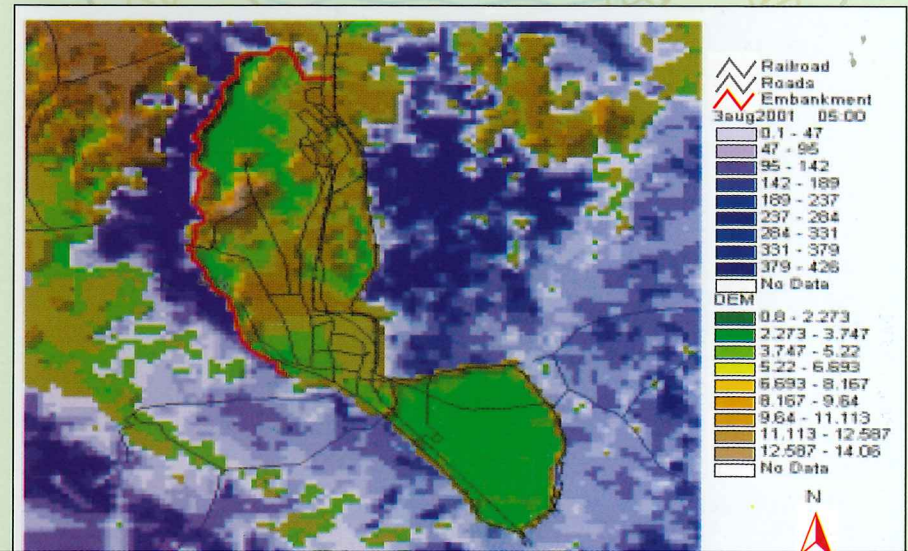 Railroad
Roads
Embankment
3aug2001 05:00
0.1 - 47
47 - 95
95 - 142
142 - 189
189 - 237
237 - 284
284 - 331
331 - 379
379 - 426
No Data
DEM
0.8 - 2.273
2.273 - 3.747
3.747 - 5.22
5.22 - 6.693
6.693 - 8.167
8.167 - 9.64
9.64 - 11.113
11.113 - 12.587
12.587 - 14.06
No Data
N